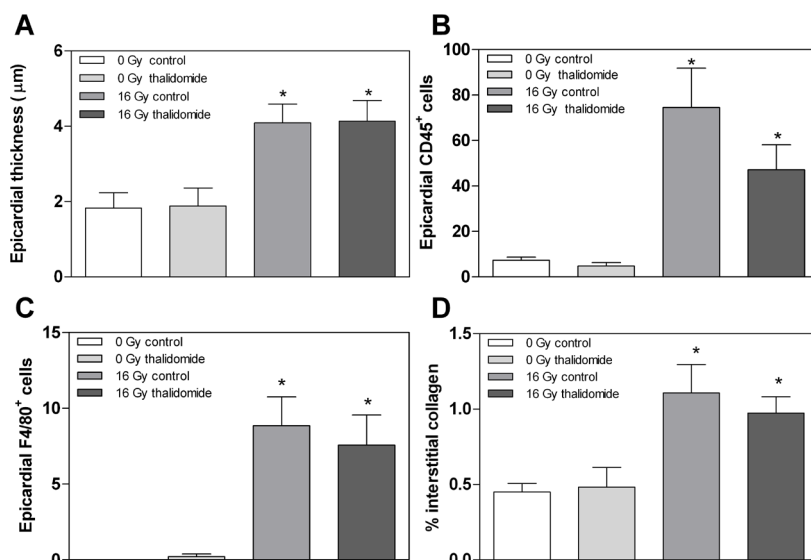 A
Epicardial thickness ( μm)
6
4
2
0
0 Gy control
0 Gy thalidomide
16 Gy control
16 Gy thalidomide
*
*
B
Epicardial CD45+ cells
100
80
60
40
20
0
0 Gy control
0 Gy thalidomide
16 Gy control
16 Gy thalidomide
*
*
C
Epicardial F4/80+ cells
15
10
5
0
0 Gy control
0 Gy thalidomide
16 Gy control
16 Gy thalidomide
*
*
D
% interstitial collagen
1.5
1.0
0.5
0.0
0 Gy control
0 Gy thalidomide
16 Gy control
16 Gy thalidomide
*
*